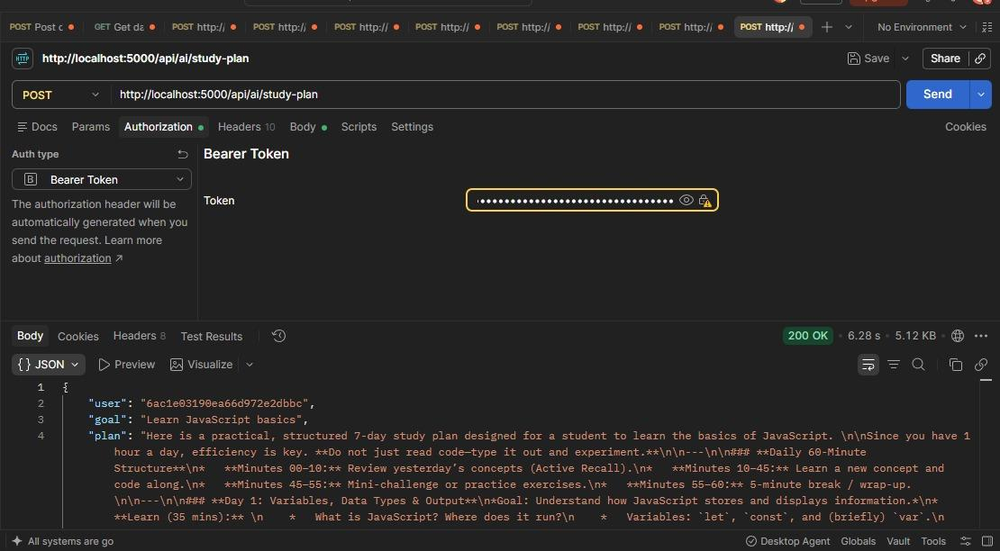 POST Post c GET Get da POST http:// POST http:// POST http:// POST http:// POST http:// POST http:// POST http:// POST http:// No Environment
HTTP http://localhost:5000/api/ai/study-plan Save Share
POST http://localhost:5000/api/ai/study-plan Send
Docs Params Authorization Headers 10 Body Scripts Settings Cookies
Auth type
B Bearer Token
The authorization header will be
automatically generated when you
send the request. Learn more
about authorization ↗
Bearer Token
Token
Body Cookies Headers 8 Test Results 200 OK • 6.28 s • 5.12 KB
{} JSON Preview Visualize
1 {
2 "user": "6ac1e03190ea66d972e2dbbc",
3 "goal": "Learn JavaScript basics",
4 "plan": "Here is a practical, structured 7-day study plan designed for a student to learn the basics of JavaScript. \n\nSince you have 1
hour a day, efficiency is key. **Do not just read code—type it out and experiment.**\n\n---\n\n### **Daily 60-Minute
Structure**\n*   **Minutes 00–10:** Review yesterday’s concepts (Active Recall).\n*   **Minutes 10–45:** Learn a new concept and
code along.\n*   **Minutes 45–55:** Mini-challenge or practice exercises.\n*   **Minutes 55–60:** 5-minute break / wrap-up.
\n\n---\n\n### **Day 1: Variables, Data Types & Output**\n*Goal: Understand how JavaScript stores and displays information.*\n*
**Learn (35 mins):** \n    *   What is JavaScript? Where does it run?\n    *   Variables: `let`, `const`, and (briefly) `var`.\n
All systems are go Desktop Agent Globals Vault Tools